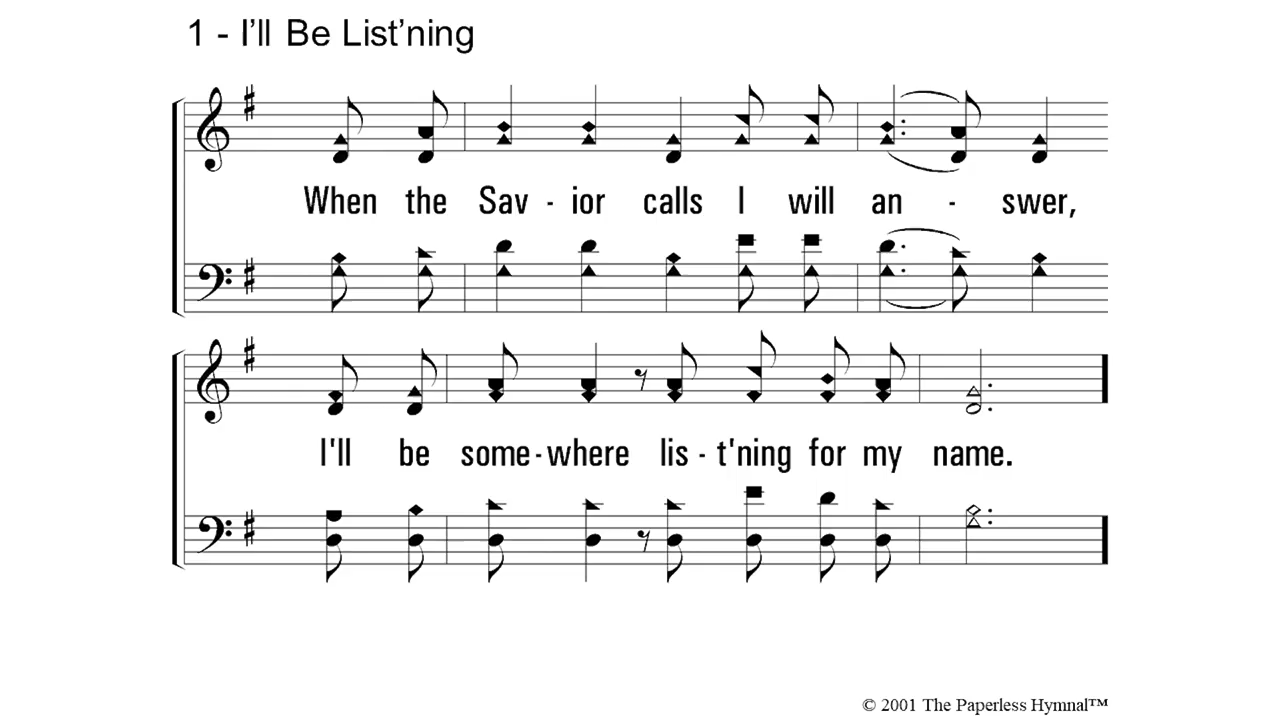 1 - I’ll Be List’ning
When the Sav - ior calls I will an - swer,
I'll be some - where lis - t'ning for my name.
© 2001 The Paperless Hymnal™